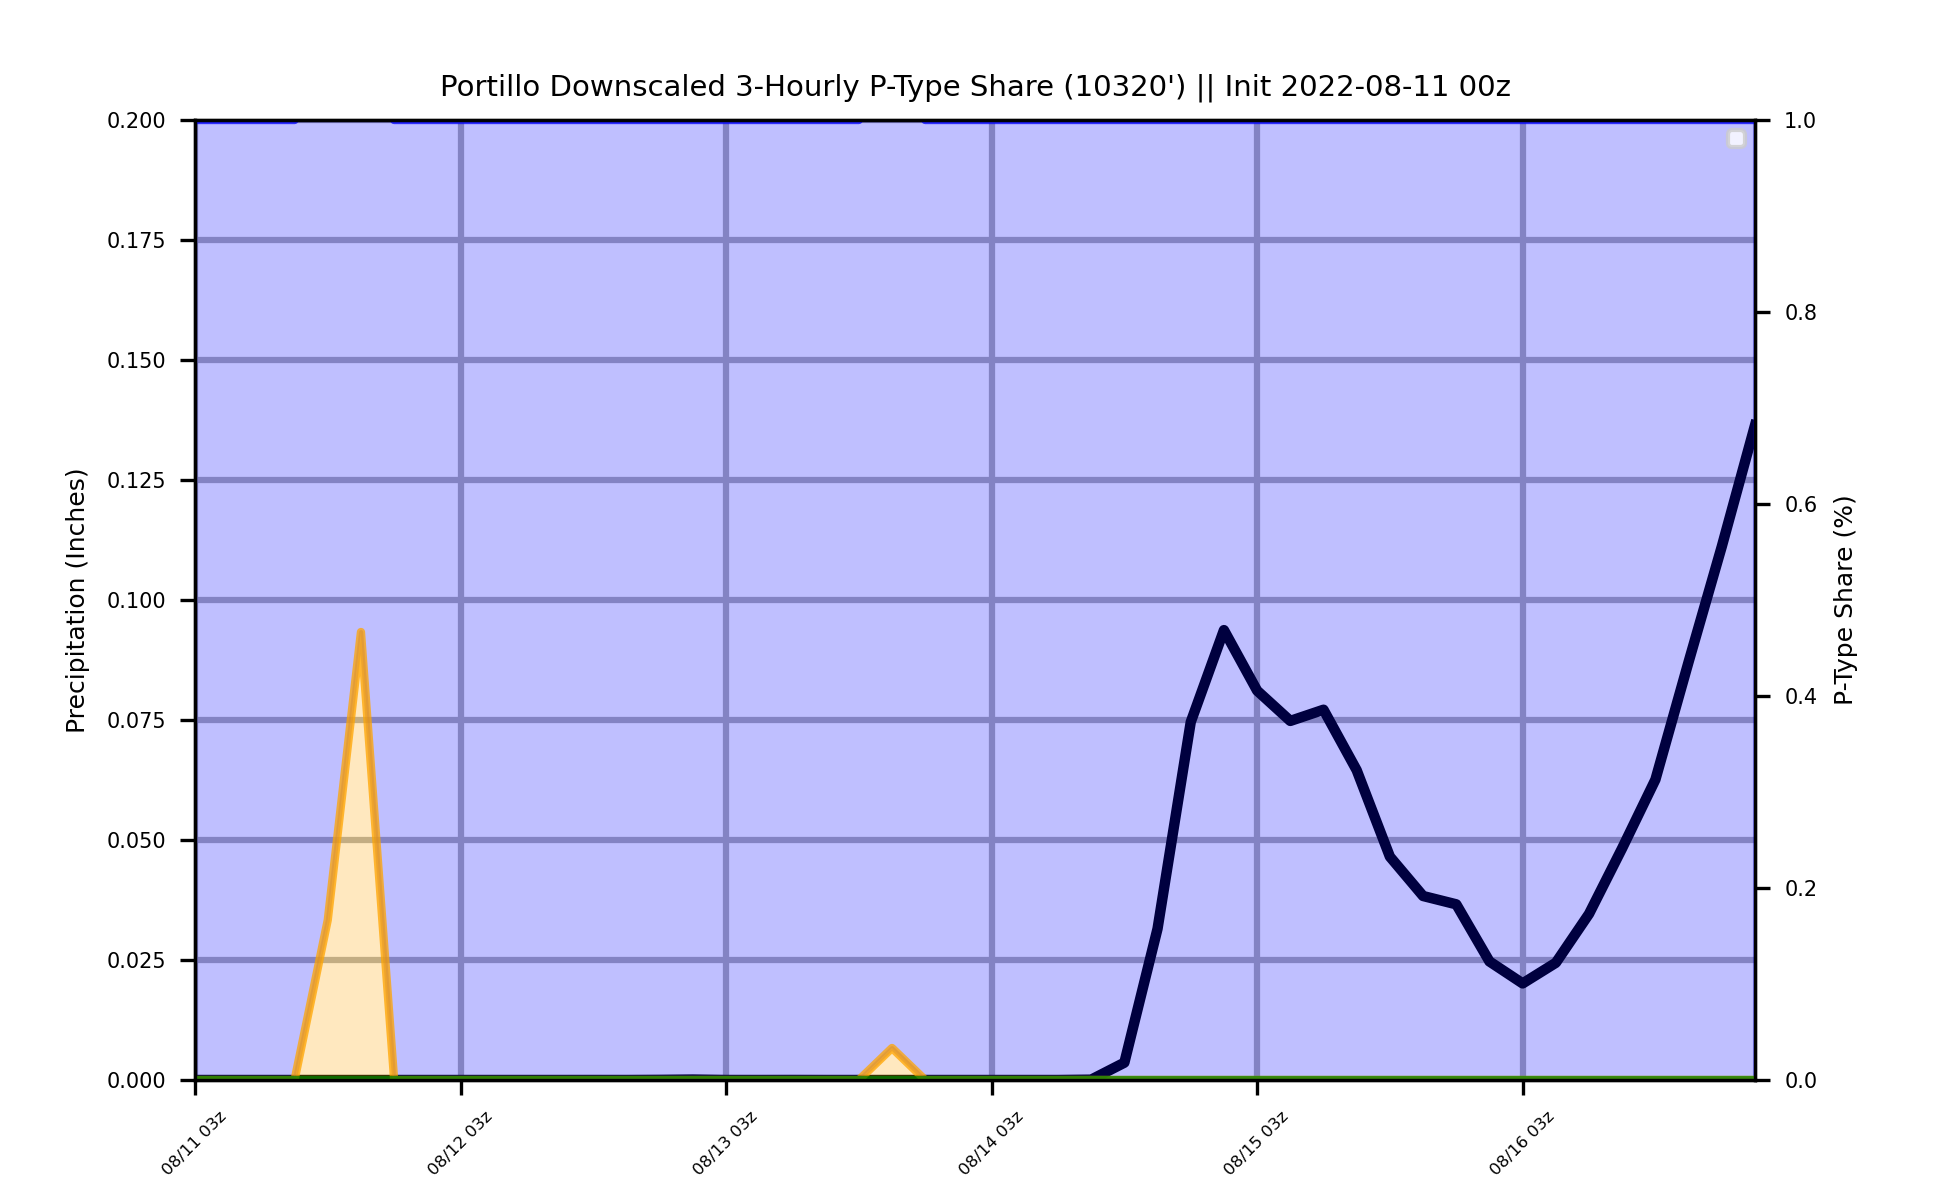 Portillo Downscaled 3-Hourly P-Type Share (10320') || Init 2022-08-11 00z
0.200
0.175
0.150
0.125
0.100
0.075
0.050
0.025
0.000
Precipitation (Inches)
1.0
0.8
0.6
0.4
0.2
0.0
P-Type Share (%)
08/11 03z
08/12 03z
08/13 03z
08/14 03z
08/15 03z
08/16 03z